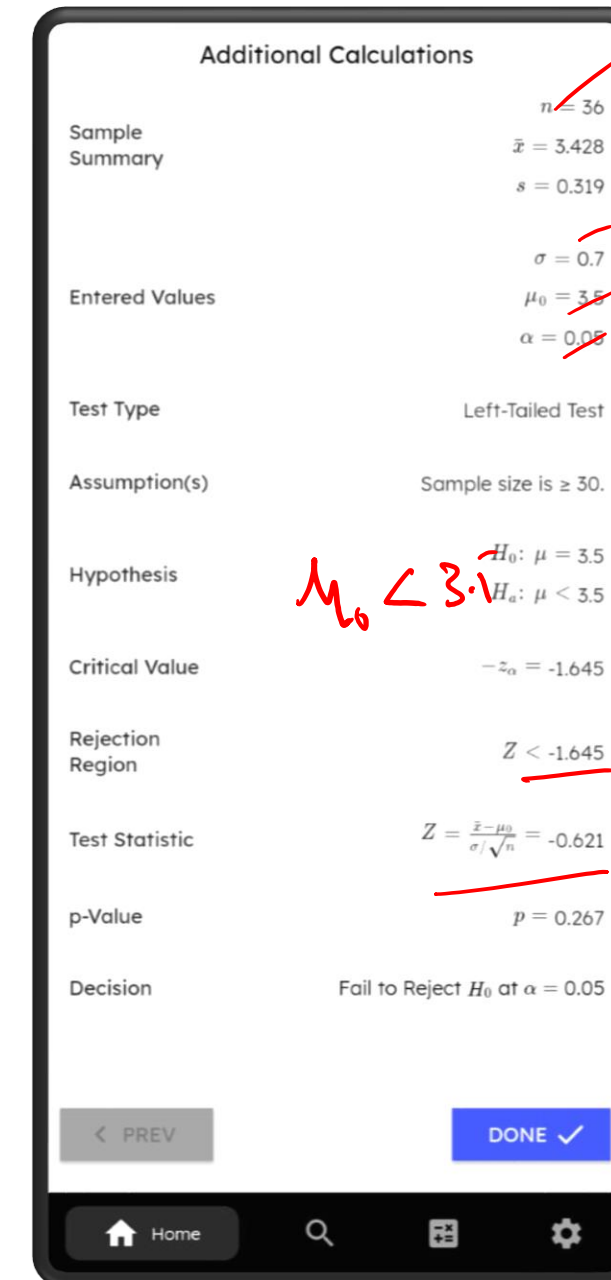 Additional Calculations
Sample
Summary
n = 36
x̄ = 3.428
s = 0.319
Entered Values
σ = 0.7
μ₀ = 3.5
α = 0.05
Test Type
Left-Tailed Test
Assumption(s)
Sample size is ≥ 30.
Hypothesis
H₀: μ = 3.5
Hₐ: μ < 3.5
μ₀ < 3.5
Critical Value
−zα = -1.645
Rejection
Region
Z < -1.645
Test Statistic
Z = (x̄−μ₀)/(σ/√n) = -0.621
p-Value
p = 0.267
Decision
Fail to Reject H₀ at α = 0.05
< PREV
DONE ✓
Home